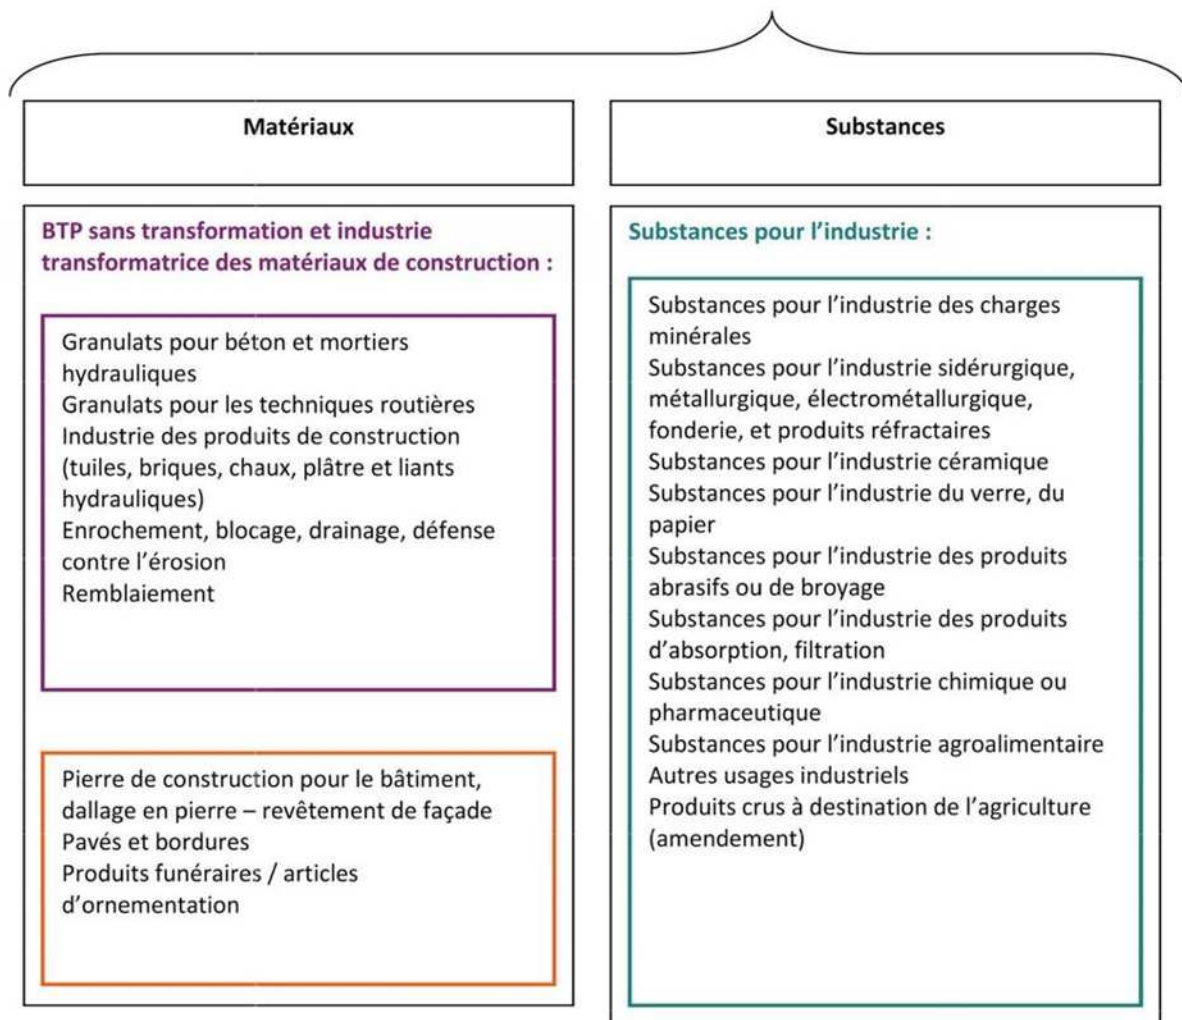 Matériaux
BTP sans transformation et industrie
transformatrice des matériaux de construction :
Granulats pour béton et mortiers
hydrauliques
Granulats pour les techniques routières
Industrie des produits de construction
(tuiles, briques, chaux, plâtre et liants
hydrauliques)
Enrochement, blocage, drainage, défense
contre l’érosion
Remblaiement
Pierre de construction pour le bâtiment,
dallage en pierre – revêtement de façade
Pavés et bordures
Produits funéraires / articles
d’ornementation
Substances
Substances pour l’industrie :
Substances pour l’industrie des charges
minérales
Substances pour l’industrie sidérurgique,
métallurgique, électrométallurgique,
fonderie, et produits réfractaires
Substances pour l’industrie céramique
Substances pour l’industrie du verre, du
papier
Substances pour l’industrie des produits
abrasifs ou de broyage
Substances pour l’industrie des produits
d’absorption, filtration
Substances pour l’industrie chimique ou
pharmaceutique
Substances pour l’industrie agroalimentaire
Autres usages industriels
Produits crus à destination de l’agriculture
(amendement)